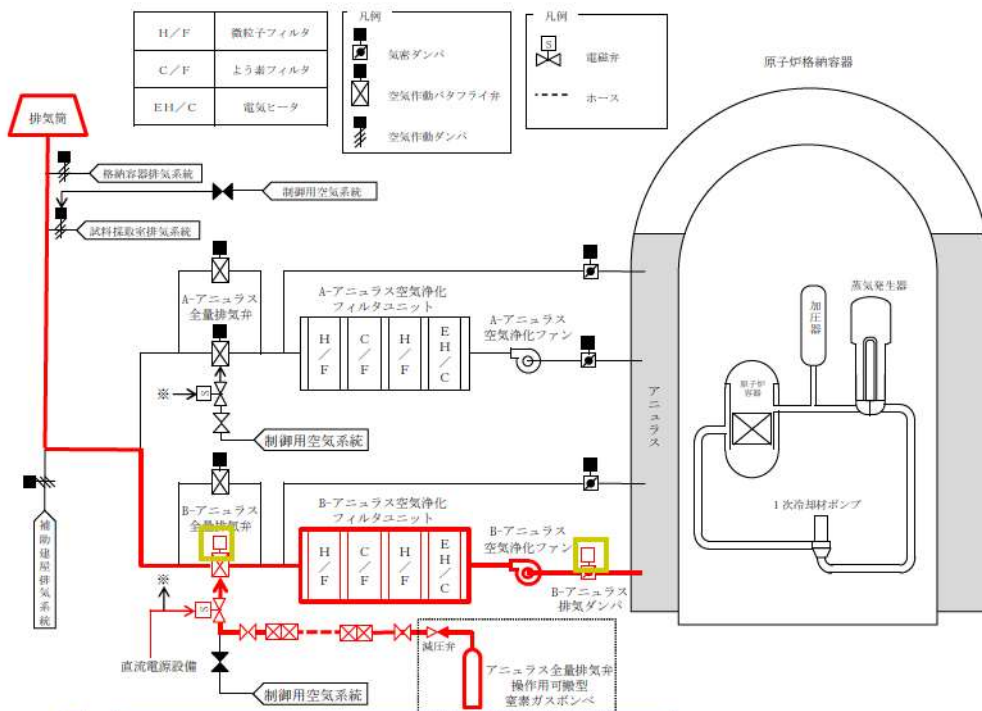 H/F 微粒子フィルタ
C/F よう素フィルタ
EH/C 電気ヒータ
凡例
気密ダンパ
空気作動バタフライ弁
空気作動ダンパ
凡例
S
電磁弁
ホース
原子炉格納容器
排気筒
格納容器排気系統
制御用空気系統
試料採取室排気系統
A-アニュラス
全量排気弁
A-アニュラス空気浄化
フィルタユニット
H/F
C/F
H/F
EH/C
A-アニュラス
空気浄化ファン
※
S
制御用空気系統
アニュラス
加圧器
蒸気発生器
原子炉
容器
1次冷却材ポンプ
B-アニュラス
全量排気弁
B-アニュラス空気浄化
フィルタユニット
H/F
C/F
H/F
EH/C
B-アニュラス
空気浄化ファン
B-アニュラス
排気ダンパ
補助建屋排気系統
※
S
直流電源設備
制御用空気系統
減圧弁
アニュラス全量排気弁
操作用可搬型
窒素ガスボンベ